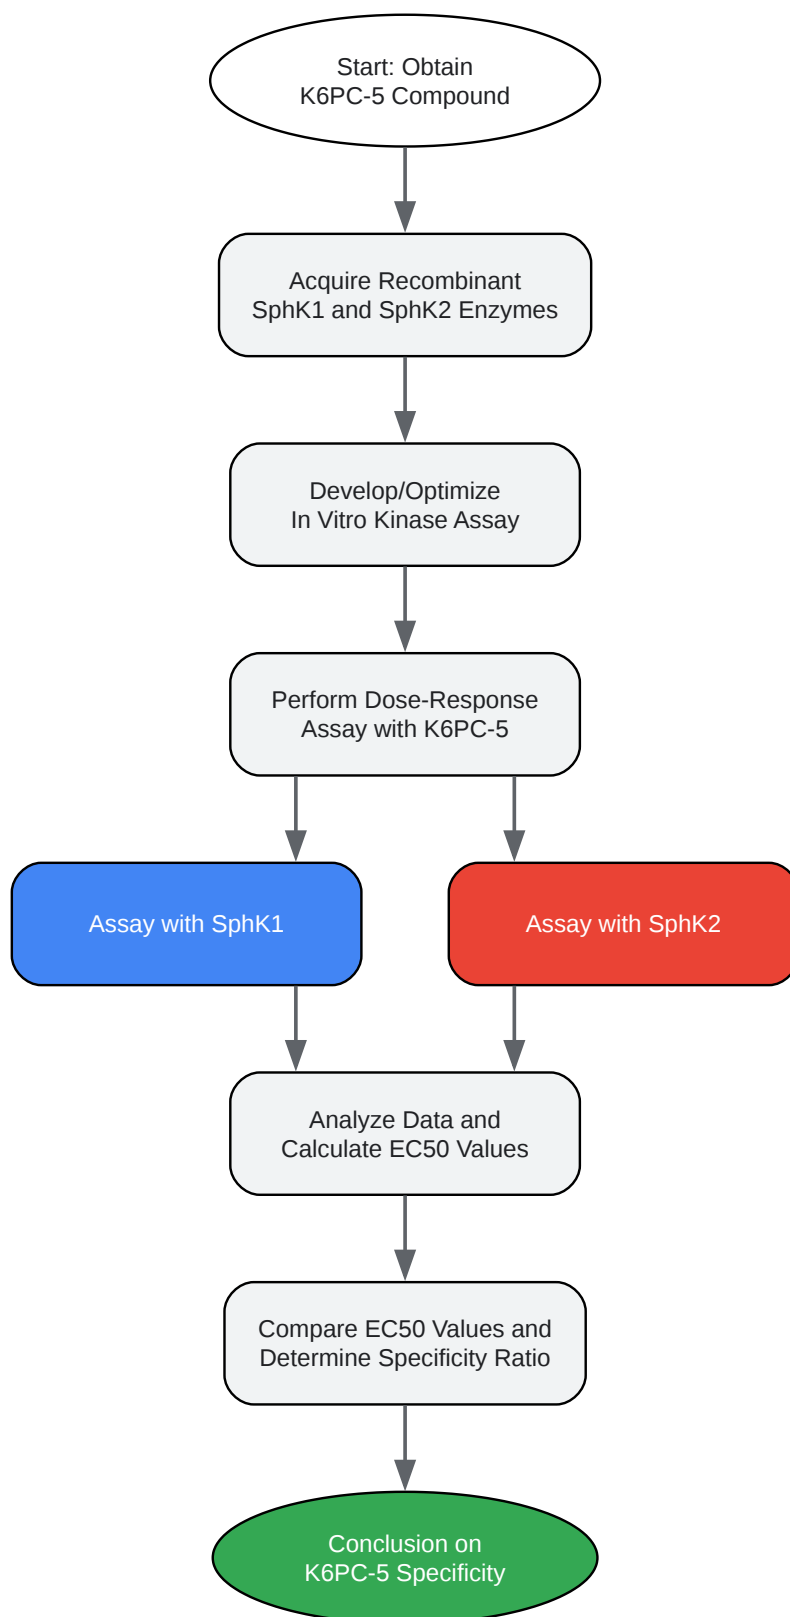 Start: Obtain
K6PC-5 Compound
Acquire Recombinant
SphK1 and SphK2 Enzymes
Develop/Optimize
In Vitro Kinase Assay
Perform Dose-Response
Assay with K6PC-5
Assay with SphK1
Assay with SphK2
Analyze Data and
Calculate EC50 Values
Compare EC50 Values and
Determine Specificity Ratio
Conclusion on
K6PC-5 Specificity